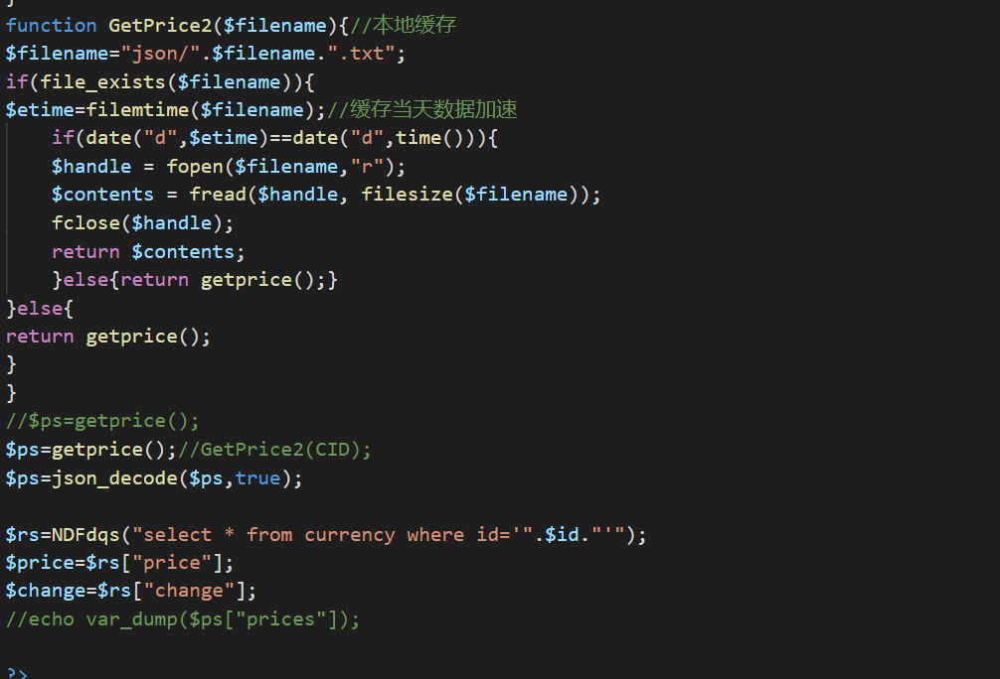 }
function GetPrice2($filename){//本地缓存
$filename="json/".$filename.".txt";
if(file_exists($filename)){
$etime=filemtime($filename);//缓存当天数据加速
    if(date("d",$etime)==date("d",time())){
    $handle = fopen($filename,"r");
    $contents = fread($handle, filesize($filename));
    fclose($handle);
    return $contents;
    }else{return getprice();}
}else{
return getprice();
}
}
//$ps=getprice();
$ps=getprice();//GetPrice2(CID);
$ps=json_decode($ps,true);

$rs=NDFdqs("select * from currency where id='".$id."'");
$price=$rs["price"];
$change=$rs["change"];
//echo var_dump($ps["prices"]);

?>